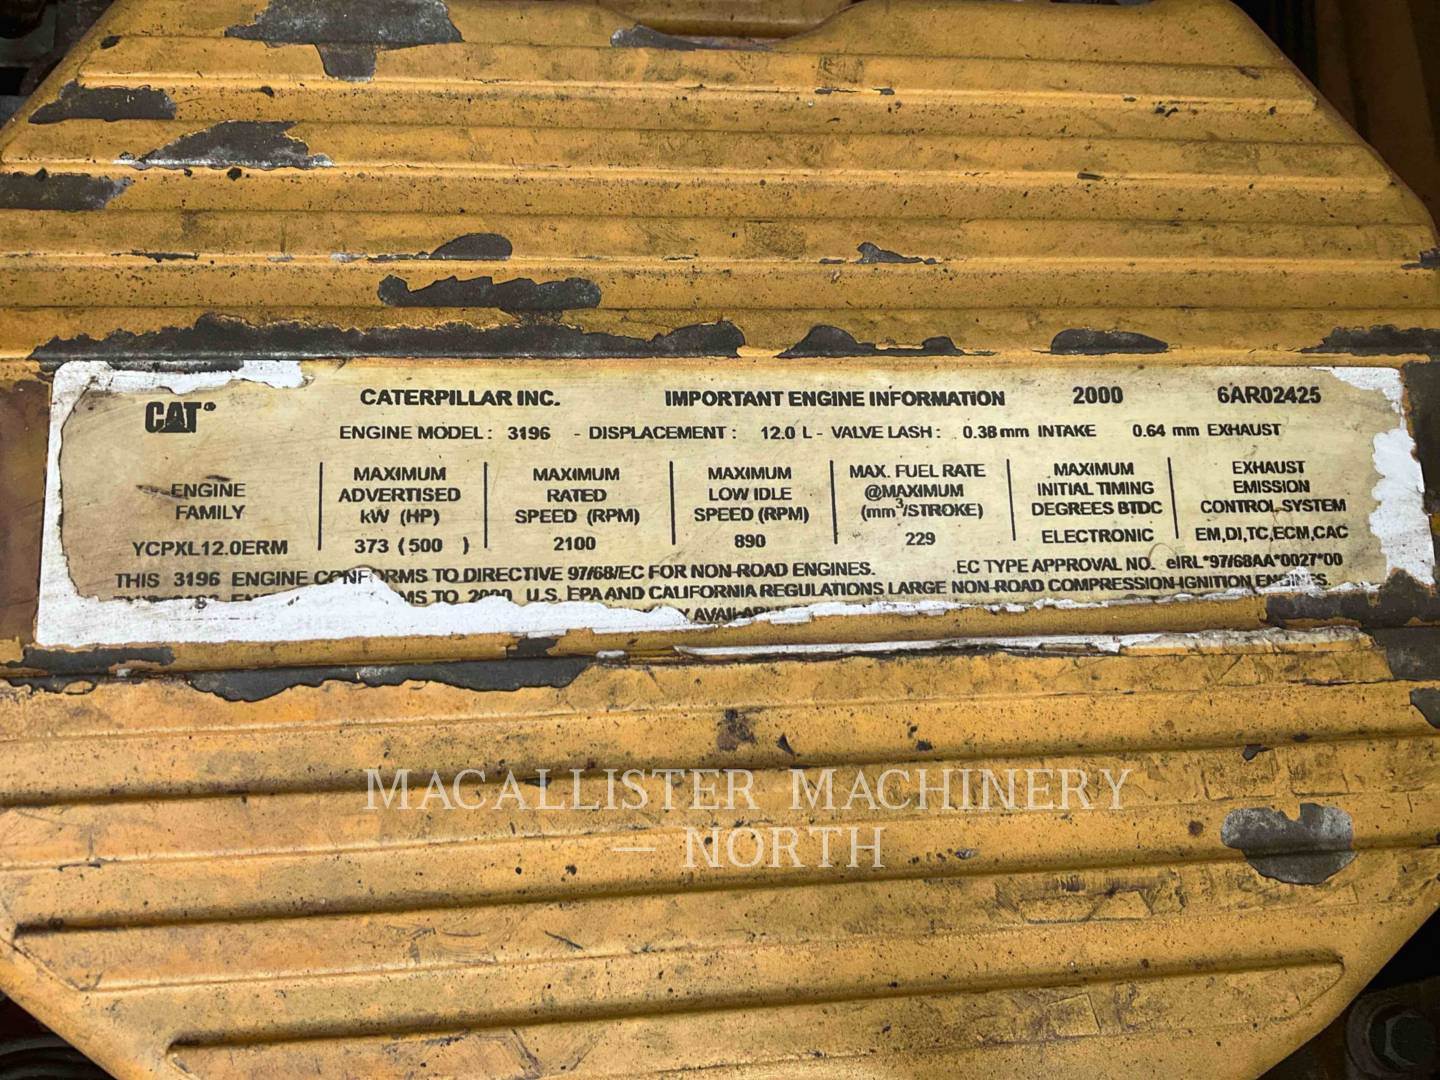 CAT® CATERPILLAR INC. IMPORTANT ENGINE INFORMATION 2000 6AR02425
ENGINE MODEL: 3196 - DISPLACEMENT: 12.0 L - VALVE LASH: 0.38 mm INTAKE 0.64 mm EXHAUST
ENGINE
FAMILY
YCPXL12.0ERM
MAXIMUM
ADVERTISED
kW (HP)
373 (500 )
MAXIMUM
RATED
SPEED (RPM)
2100
MAXIMUM
LOW IDLE
SPEED (RPM)
890
MAX. FUEL RATE
@MAXIMUM
(mm³/STROKE)
229
MAXIMUM
INITIAL TIMING
DEGREES BTDC
ELECTRONIC
EXHAUST
EMISSION
CONTROL SYSTEM
EM,DI,TC,ECM,CAC
THIS 3196 ENGINE CONFORMS TO DIRECTIVE 97/68/EC FOR NON-ROAD ENGINES. EC TYPE APPROVAL NO. eIRL*97/68AA*0027*00
TO 2000 U.S. EPA AND CALIFORNIA REGULATIONS LARGE NON-ROAD COMPRESSION-IGNITION ENGINES.
MACALLISTER MACHINERY
— NORTH